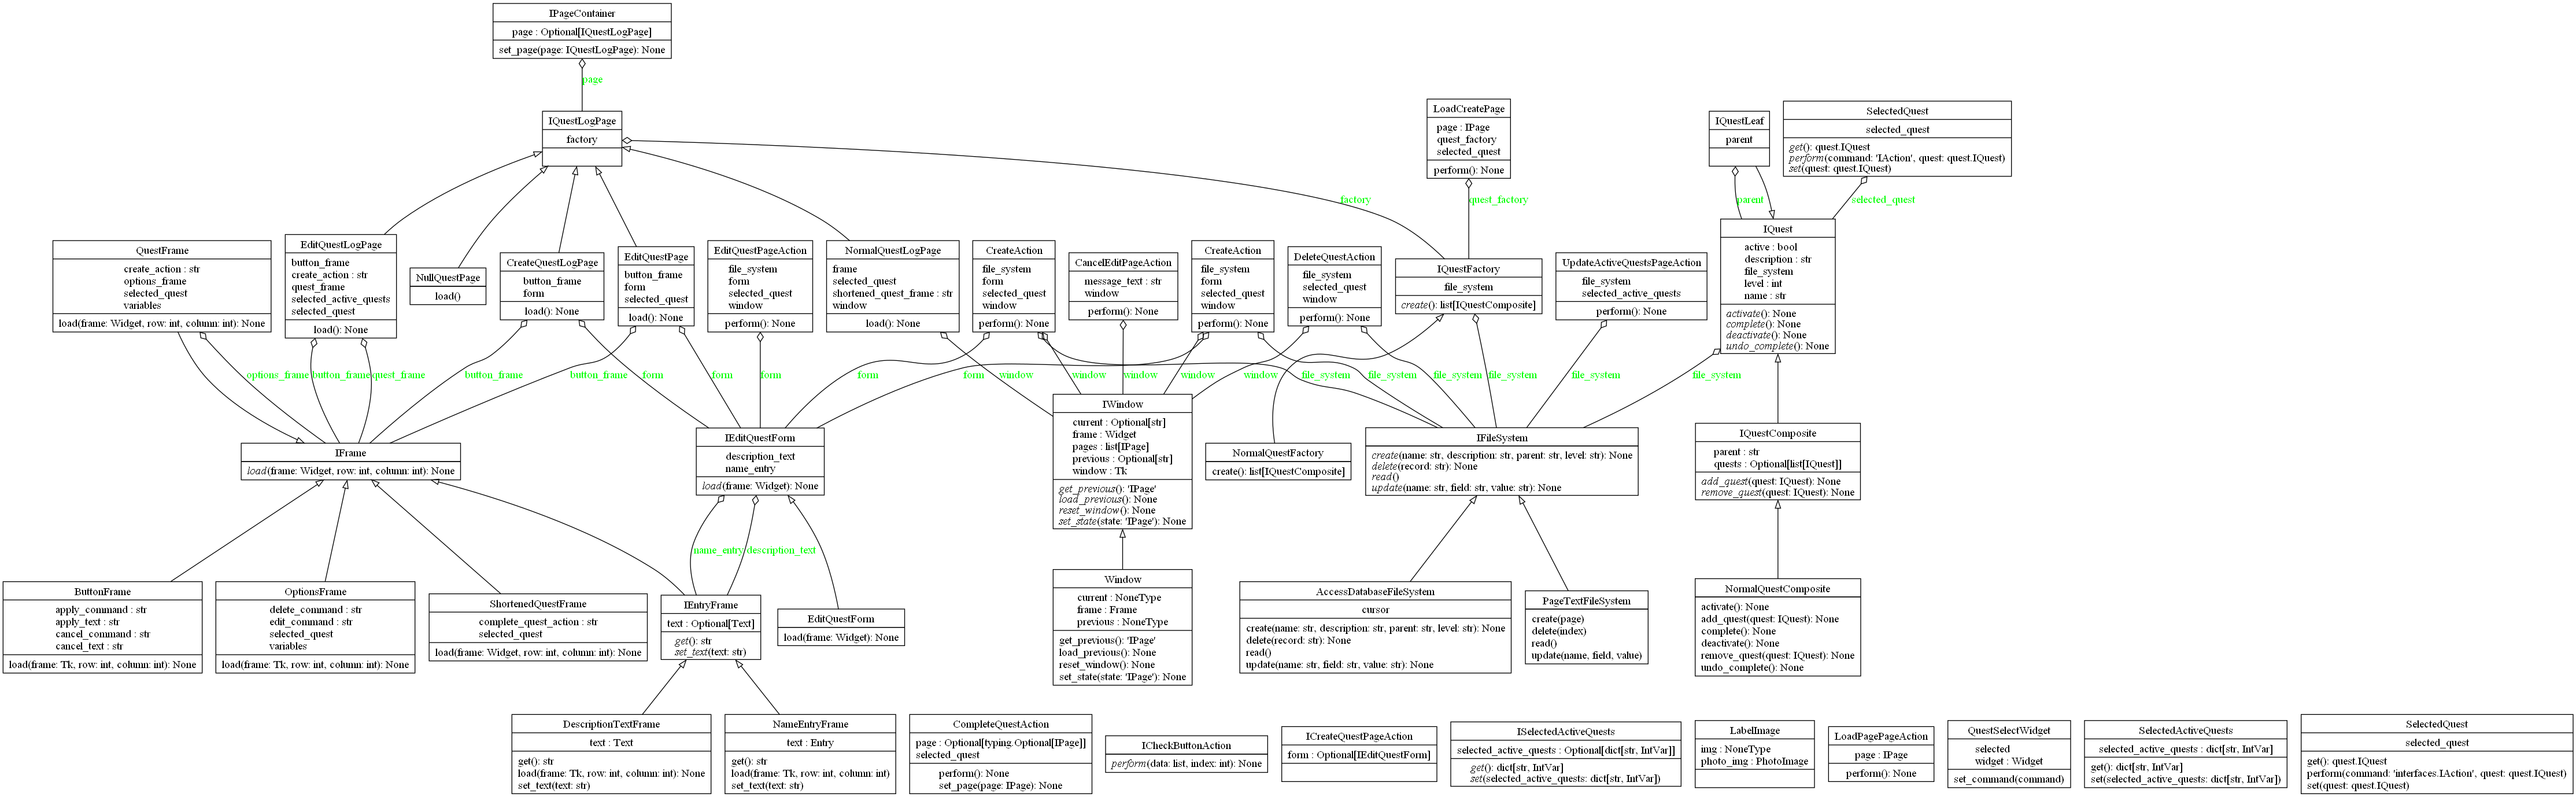 IPageContainer
page : Optional[IQuestLogPage]
set_page(page: IQuestLogPage): None
page
IQuestLogPage
factory
LoadCreatePage
page : IPage
quest_factory
selected_quest
perform(): None
IQuestLeaf
parent
SelectedQuest
selected_quest
get(): quest.IQuest
perform(command: 'IAction', quest: quest.IQuest)
set(quest: quest.IQuest)
factory
quest_factory
parent
selected_quest
QuestFrame
create_action : str
options_frame
selected_quest
variables
load(frame: Widget, row: int, column: int): None
EditQuestLogPage
button_frame
create_action : str
quest_frame
selected_active_quests
selected_quest
load(): None
NullQuestPage
load()
CreateQuestLogPage
button_frame
form
load(): None
EditQuestPage
button_frame
form
selected_quest
load(): None
EditQuestPageAction
file_system
form
selected_quest
window
perform(): None
NormalQuestLogPage
frame
selected_quest
shortened_quest_frame : str
window
load(): None
CreateAction
file_system
form
selected_quest
window
perform(): None
CancelEditPageAction
message_text : str
window
perform(): None
CreateAction
file_system
form
selected_quest
window
perform(): None
DeleteQuestAction
file_system
selected_quest
window
perform(): None
IQuestFactory
file_system
create(): list[IQuestComposite]
UpdateActiveQuestsPageAction
file_system
selected_active_quests
perform(): None
IQuest
active : bool
description : str
file_system
level : int
name : str
activate(): None
complete(): None
deactivate(): None
undo_complete(): None
options_frame
button_frame
quest_frame
button_frame
button_frame
form
form
form
form
form
window
window
window
window
window
file_system
file_system
file_system
file_system
file_system
file_system
IFrame
load(frame: Widget, row: int, column: int): None
IEditQuestForm
description_text
name_entry
load(frame: Widget): None
IWindow
current : Optional[str]
frame : Widget
pages : list[IPage]
previous : Optional[str]
window : Tk
get_previous(): 'IPage'
load_previous(): None
reset_window(): None
set_state(state: 'IPage'): None
NormalQuestFactory
create(): list[IQuestComposite]
IFileSystem
create(name: str, description: str, parent: str, level: str): None
delete(record: str): None
read()
update(name: str, field: str, value: str): None
IQuestComposite
parent : str
quests : Optional[list[IQuest]]
add_quest(quest: IQuest): None
remove_quest(quest: IQuest): None
name_entry
description_text
ButtonFrame
apply_command : str
apply_text : str
cancel_command : str
cancel_text : str
load(frame: Tk, row: int, column: int): None
OptionsFrame
delete_command : str
edit_command : str
selected_quest
variables
load(frame: Tk, row: int, column: int): None
ShortenedQuestFrame
complete_quest_action : str
selected_quest
load(frame: Widget, row: int, column: int): None
IEntryFrame
text : Optional[Text]
get(): str
set_text(text: str)
EditQuestForm
load(frame: Widget): None
Window
current : NoneType
frame : Frame
previous : NoneType
get_previous(): 'IPage'
load_previous(): None
reset_window(): None
set_state(state: 'IPage'): None
AccessDatabaseFileSystem
cursor
create(name: str, description: str, parent: str, level: str): None
delete(record: str): None
read()
update(name: str, field: str, value: str): None
PageTextFileSystem
create(page)
delete(index)
read()
update(name, field, value)
NormalQuestComposite
activate(): None
add_quest(quest: IQuest): None
complete(): None
deactivate(): None
remove_quest(quest: IQuest): None
undo_complete(): None
DescriptionTextFrame
text : Text
get(): str
load(frame: Tk, row: int, column: int): None
set_text(text: str)
NameEntryFrame
text : Entry
get(): str
load(frame: Tk, row: int, column: int)
set_text(text: str)
CompleteQuestAction
page : Optional[typing.Optional[IPage]]
selected_quest
perform(): None
set_page(page: IPage): None
ICheckButtonAction
perform(data: list, index: int): None
ICreateQuestPageAction
form : Optional[IEditQuestForm]
ISelectedActiveQuests
selected_active_quests : Optional[dict[str, IntVar]]
get(): dict[str, IntVar]
set(selected_active_quests: dict[str, IntVar])
LabelImage
img : NoneType
photo_img : PhotoImage
LoadPagePageAction
page : IPage
perform(): None
QuestSelectWidget
selected
widget : Widget
set_command(command)
SelectedActiveQuests
selected_active_quests : dict[str, IntVar]
get(): dict[str, IntVar]
set(selected_active_quests: dict[str, IntVar])
SelectedQuest
selected_quest
get(): quest.IQuest
perform(command: 'interfaces.IAction', quest: quest.IQuest)
set(quest: quest.IQuest)